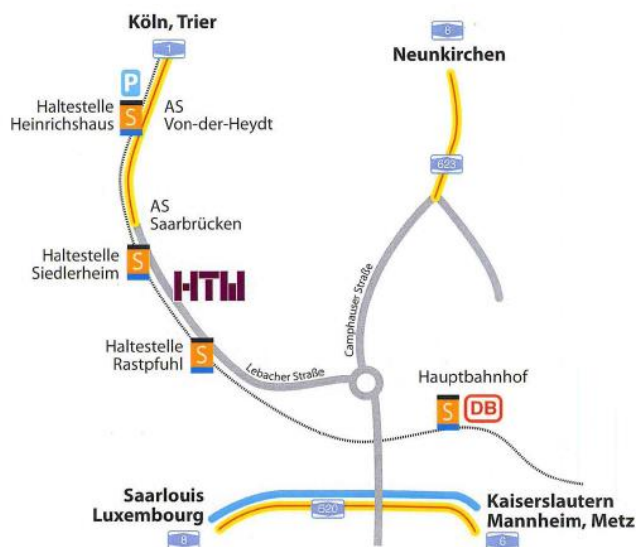 Köln, Trier
1
8
Neunkirchen
P
Haltestelle
Heinrichshaus
S
AS
Von-der-Heydt
623
AS
Saarbrücken
Haltestelle
Siedlerheim
S
HTW
Camphauser Straße
Haltestelle
Rastpfuhl
S
Lebacher Straße
Hauptbahnhof
S
DB
Saarlouis
Luxembourg
620
Kaiserslautern
Mannheim, Metz
8
6